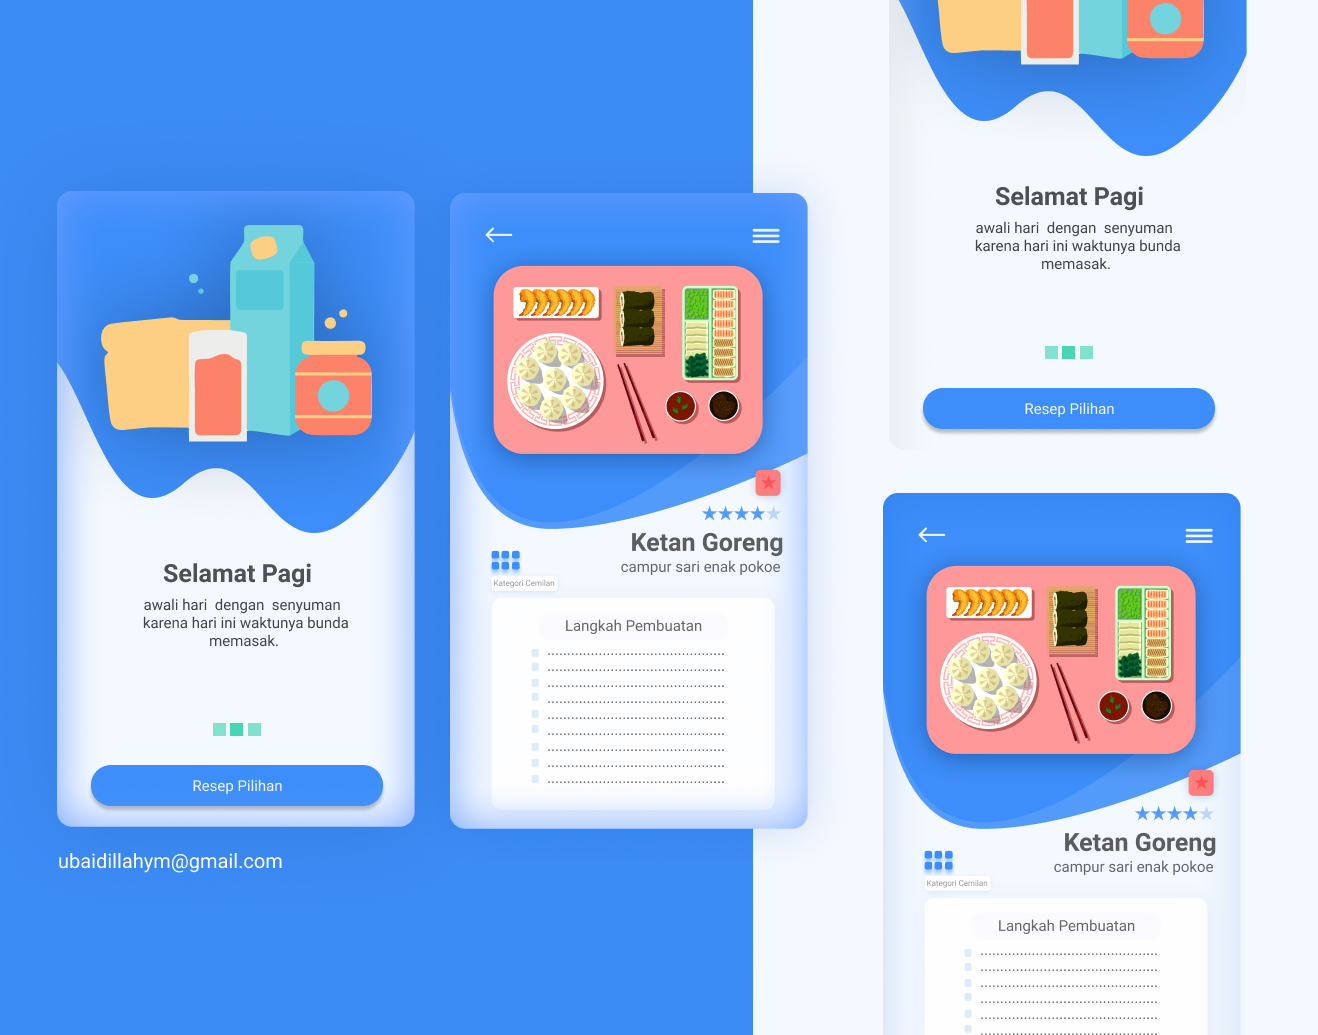 Selamat Pagi
awali hari dengan senyuman
karena hari ini waktunya bunda
memasak.
Resep Pilihan
ubaidillahym@gmail.com
Ketan Goreng
campur sari enak pokoe
Kategori Cemilan
Langkah Pembuatan
Selamat Pagi
awali hari dengan senyuman
karena hari ini waktunya bunda
memasak.
Resep Pilihan
Ketan Goreng
campur sari enak pokoe
Kategori Cemilan
Langkah Pembuatan